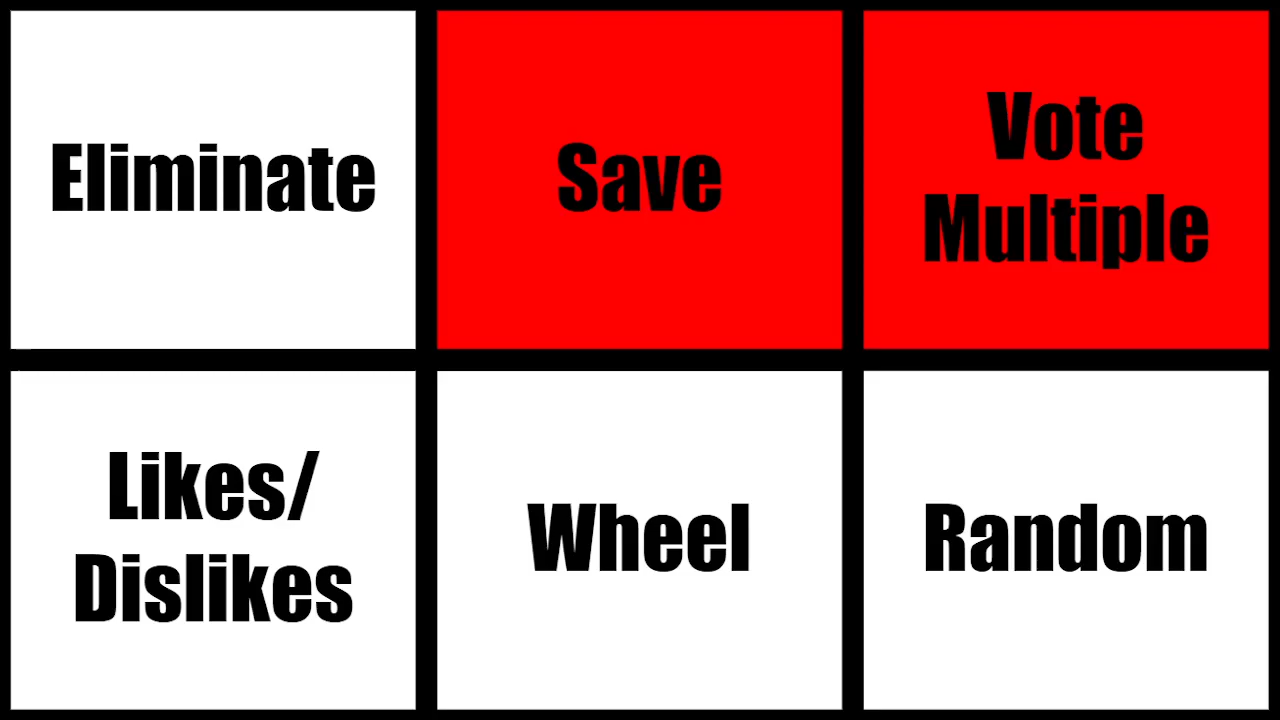 Eliminate
Save
Vote
Multiple
Likes/
Dislikes
Wheel
Random